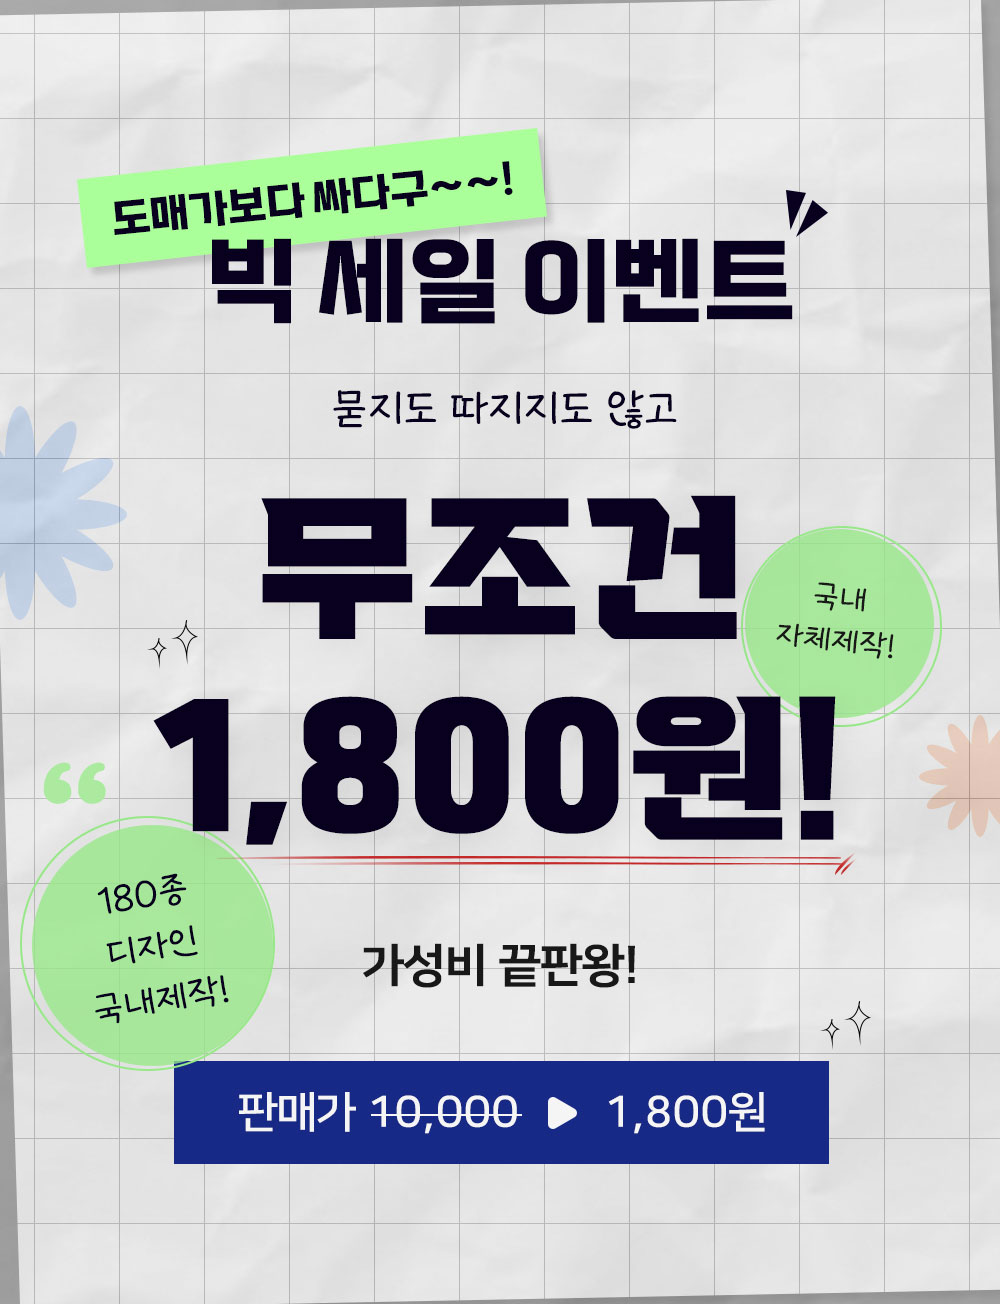 도매가보다 싸다구~~!
빅 세일 이벤트
묻지도 따지지도 않고
무조건
국내
자체제작!
1,800원!
180종
디자인
국내제작!
가성비 끝판왕!
판매가 10,000 ▶ 1,800원